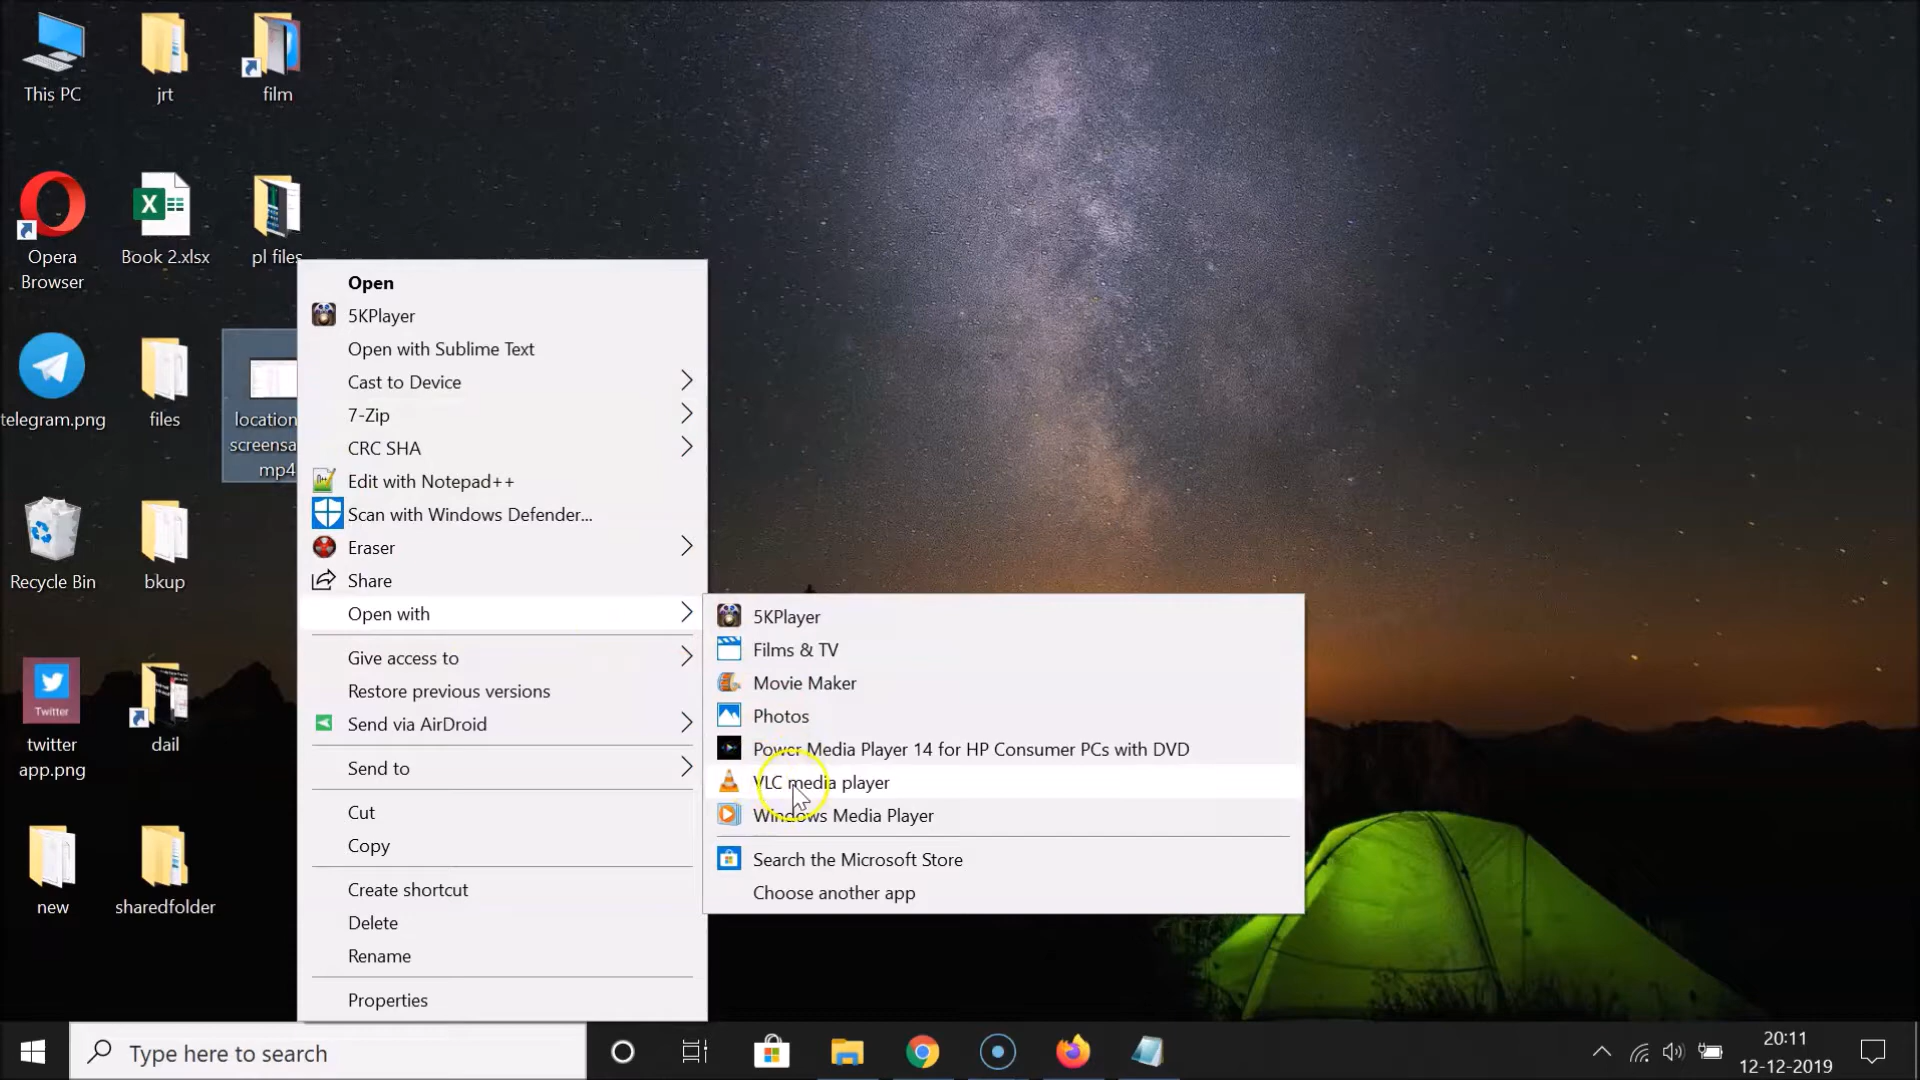 This PC
jrt
film
Opera
Browser
Book 2.xlsx
pl files
telegram.png
files
location
screensa
mp4
Recycle Bin
bkup
Twitter
twitter
app.png
dail
new
sharedfolder
Open
5KPlayer
Open with Sublime Text
Cast to Device
7-Zip
CRC SHA
Edit with Notepad++
Scan with Windows Defender...
Eraser
Share
Open with
Give access to
Restore previous versions
Send via AirDroid
Send to
Cut
Copy
Create shortcut
Delete
Rename
Properties
5KPlayer
Films & TV
Movie Maker
Photos
Power Media Player 14 for HP Consumer PCs with DVD
VLC media player
Windows Media Player
Search the Microsoft Store
Choose another app
Type here to search
20:11
12-12-2019